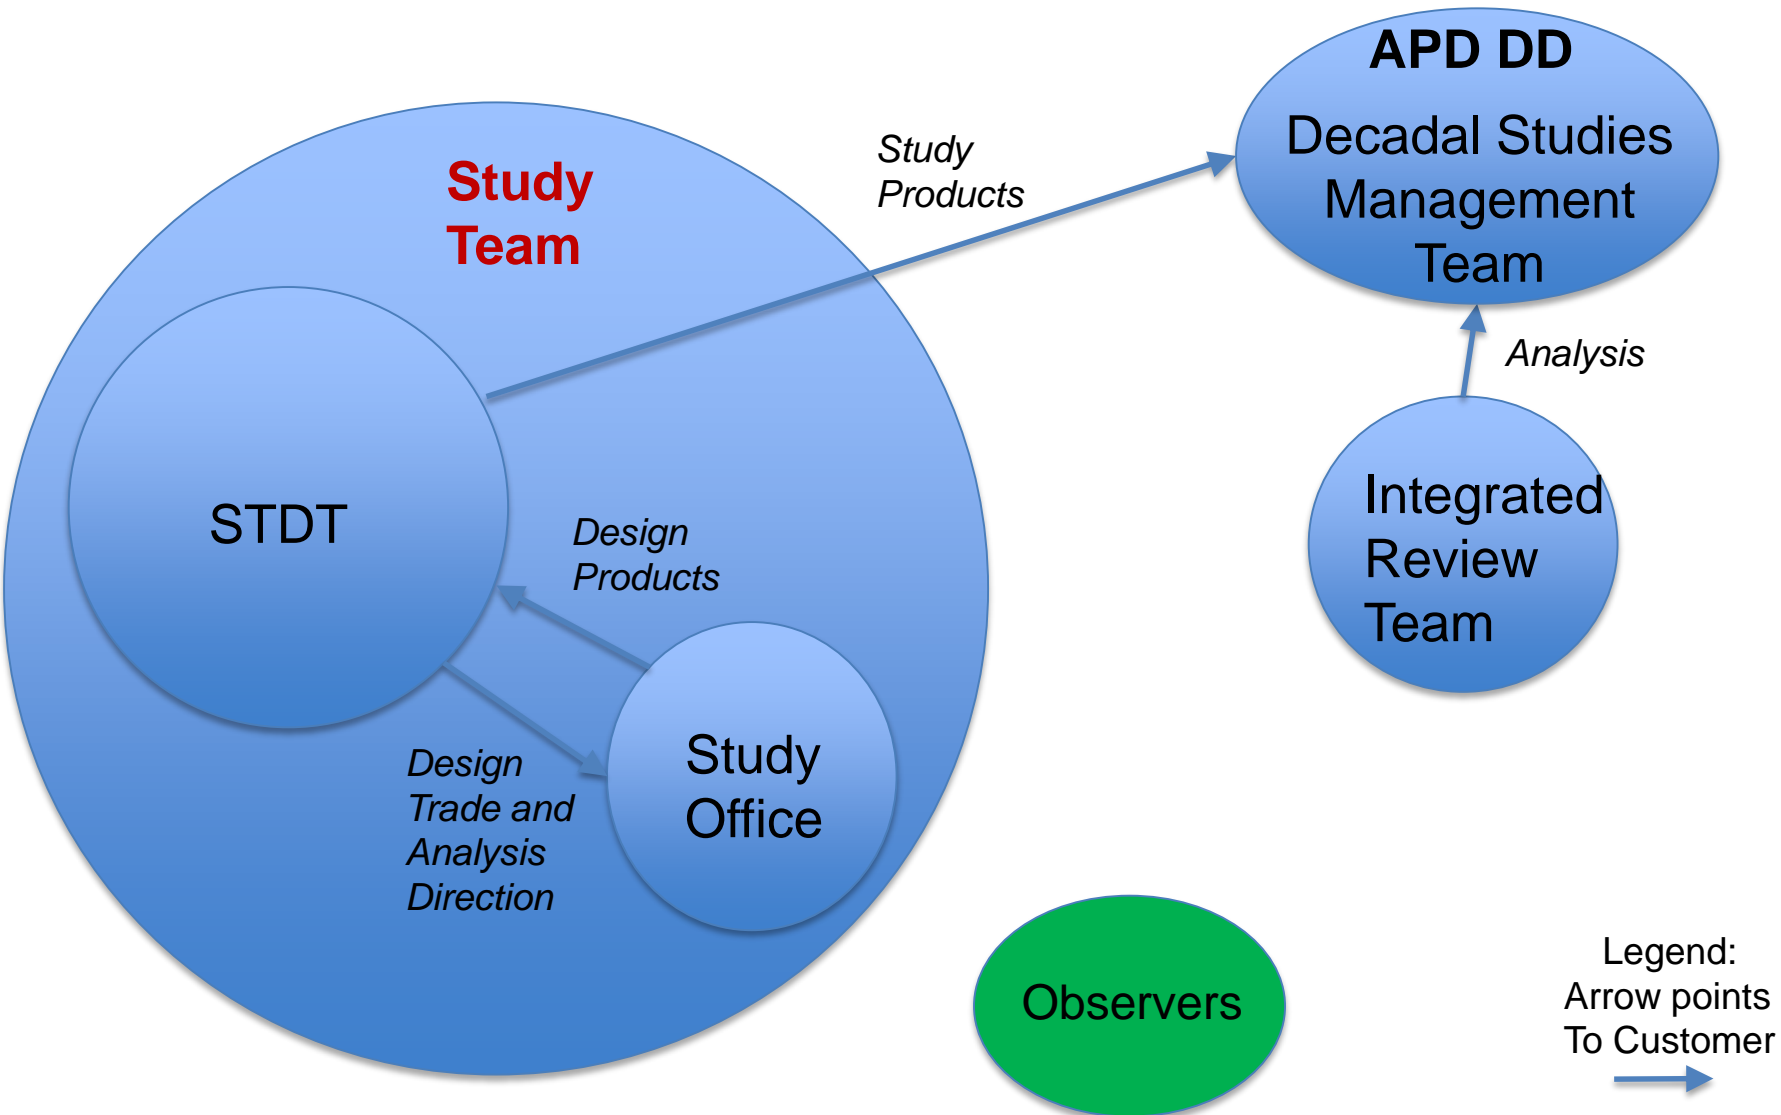 APD DD
Decadal Studies
Management
Team
Study
Products
Study
Team
Analysis
STDT
Design
Products
Integrated
Review
Team
Design
Trade and
Analysis
Direction
Study
Office
Observers
Legend:
Arrow points
To Customer